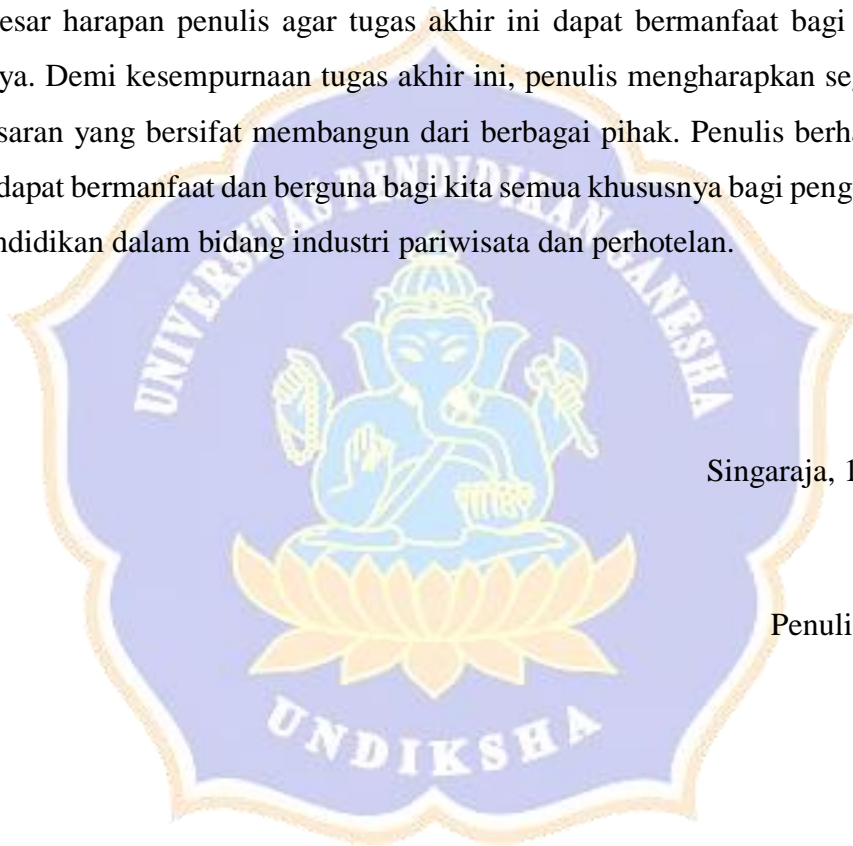 esar harapan penulis agar tugas akhir ini dapat bermanfaat bagi
ya. Demi kesempurnaan tugas akhir ini, penulis mengharapkan seg
saran yang bersifat membangun dari berbagai pihak. Penulis berha
dapat bermanfaat dan berguna bagi kita semua khususnya bagi peng
ndidikan dalam bidang industri pariwisata dan perhotelan.
UNIVERSITAS PENDIDIKAN GANESHA
Singaraja, 1
Penuli
UNDIKSHA